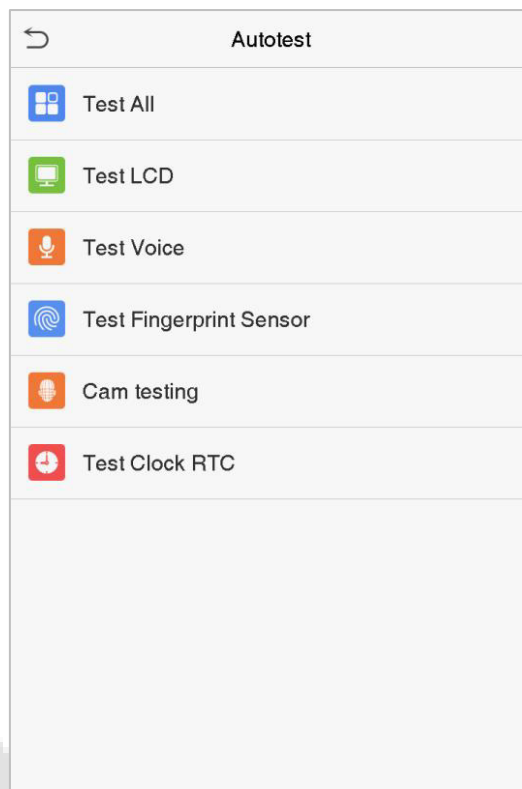 Autotest
Test All
Test LCD
Test Voice
Test Fingerprint Sensor
Cam testing
Test Clock RTC